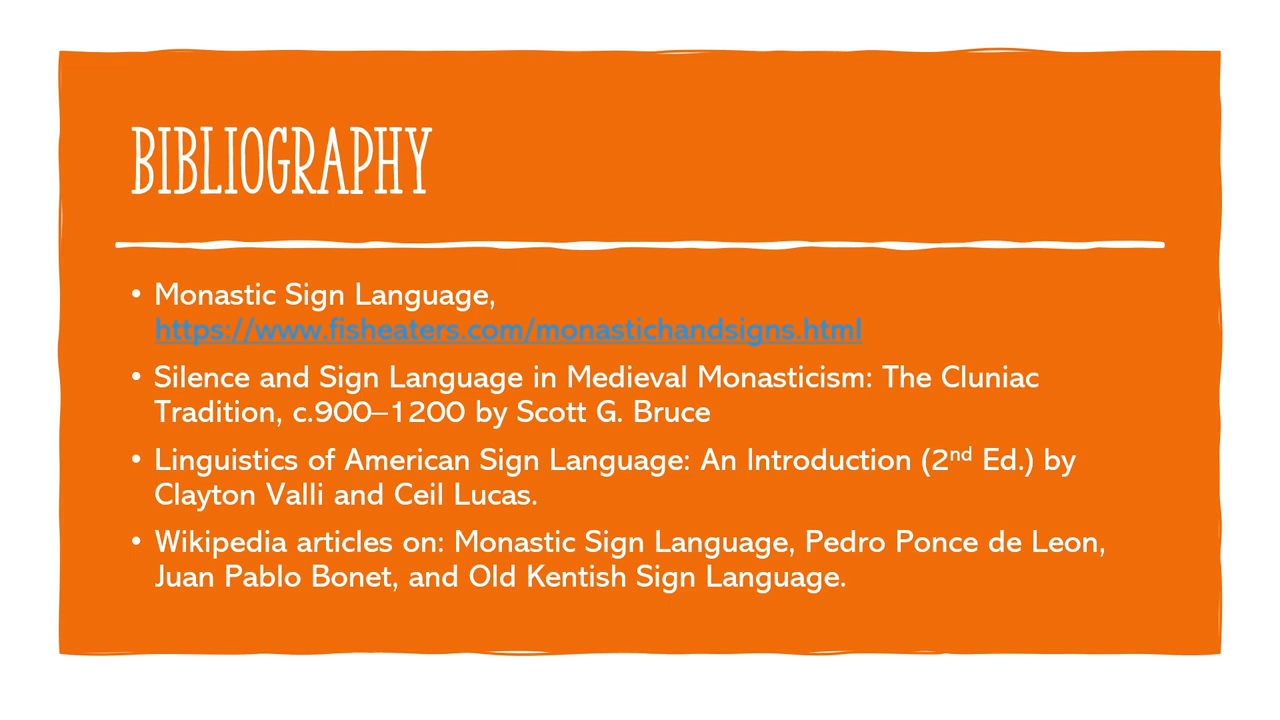 BIBLIOGRAPHY
• Monastic Sign Language,
https://www.fisheaters.com/monastichandsigns.html
• Silence and Sign Language in Medieval Monasticism: The Cluniac
Tradition, c.900–1200 by Scott G. Bruce
• Linguistics of American Sign Language: An Introduction (2nd Ed.) by
Clayton Valli and Ceil Lucas.
• Wikipedia articles on: Monastic Sign Language, Pedro Ponce de Leon,
Juan Pablo Bonet, and Old Kentish Sign Language.